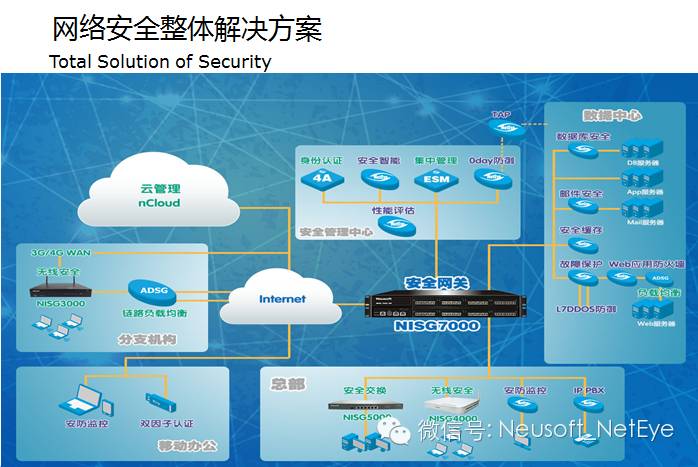 网络安全整体解决方案
Total Solution of Security
TAP
数据中心
数据库安全
DB服务器
App服务器
邮件安全
Mail服务器
安全缓存
故障保护
Web应用防火墙
ADSG
负载均衡
L7DDOS防御
Web服务器
身份认证
安全智能
集中管理
0day防御
4A
ESM
性能评估
安全管理中心
云管理
nCloud
3G/4G WAN
无线安全
ADSG
NISG3000
链路负载均衡
分支机构
Internet
安全网关
Neusoft
NISG7000
安防监控
双因子认证
移动办公
总部
安全交换
无线安全
安防监控
IP PBX
NISG5000
NISG4000
微信号: Neusoft_NetEye